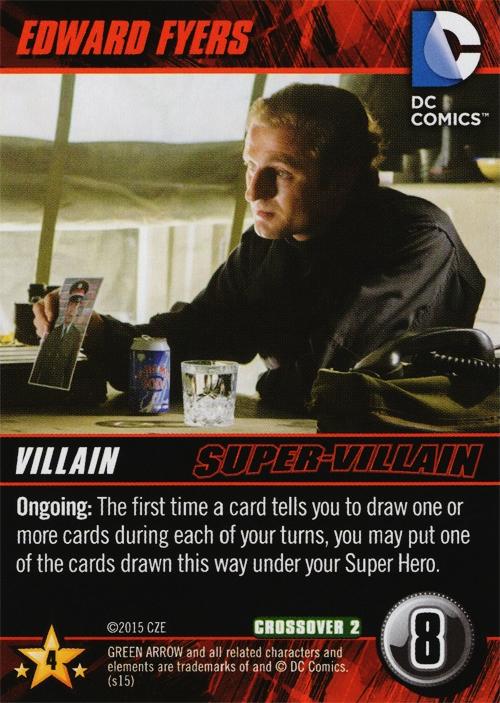 EDWARD FYERS
DC
COMICS™
VILLAIN
SUPER-VILLAIN
Ongoing: The first time a card tells you to draw one or
more cards during each of your turns, you may put one
of the cards drawn this way under your Super Hero.
©2015 CZE
CROSSOVER 2
8
4
GREEN ARROW and all related characters and
elements are trademarks of and © DC Comics.
(s15)